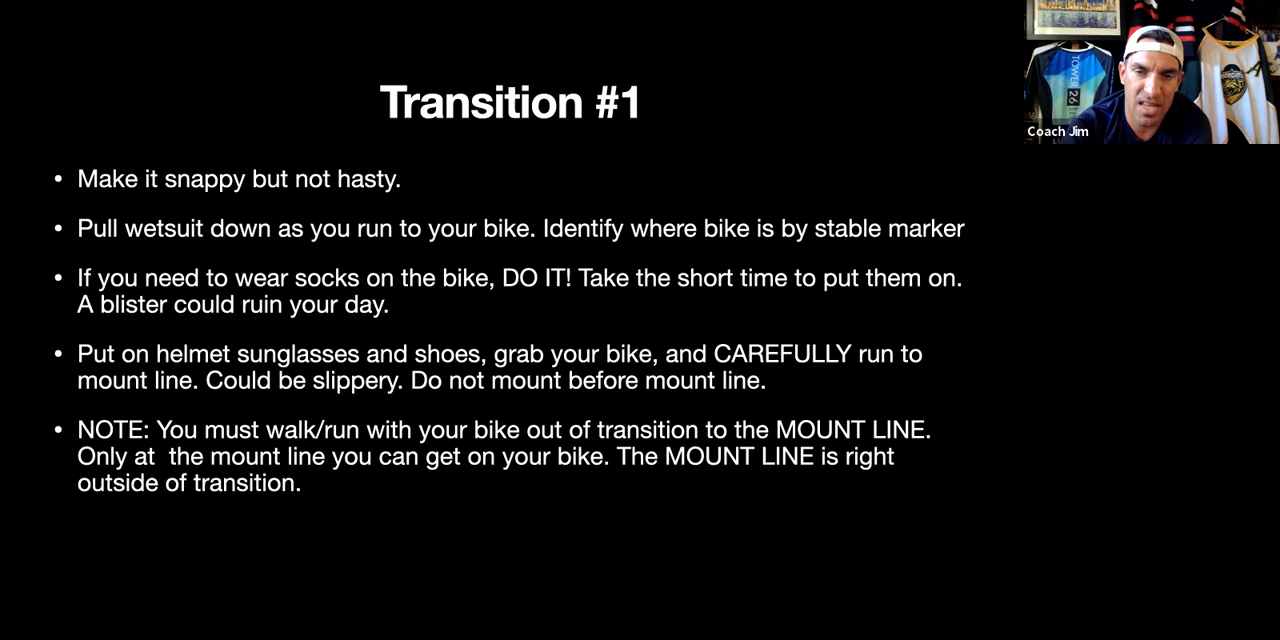 Transition #1
• Make it snappy but not hasty.
• Pull wetsuit down as you run to your bike. Identify where bike is by stable marker
• If you need to wear socks on the bike, DO IT! Take the short time to put them on.
A blister could ruin your day.
• Put on helmet sunglasses and shoes, grab your bike, and CAREFULLY run to
mount line. Could be slippery. Do not mount before mount line.
• NOTE: You must walk/run with your bike out of transition to the MOUNT LINE.
Only at  the mount line you can get on your bike. The MOUNT LINE is right
outside of transition.
TOWER 26
Coach Jim